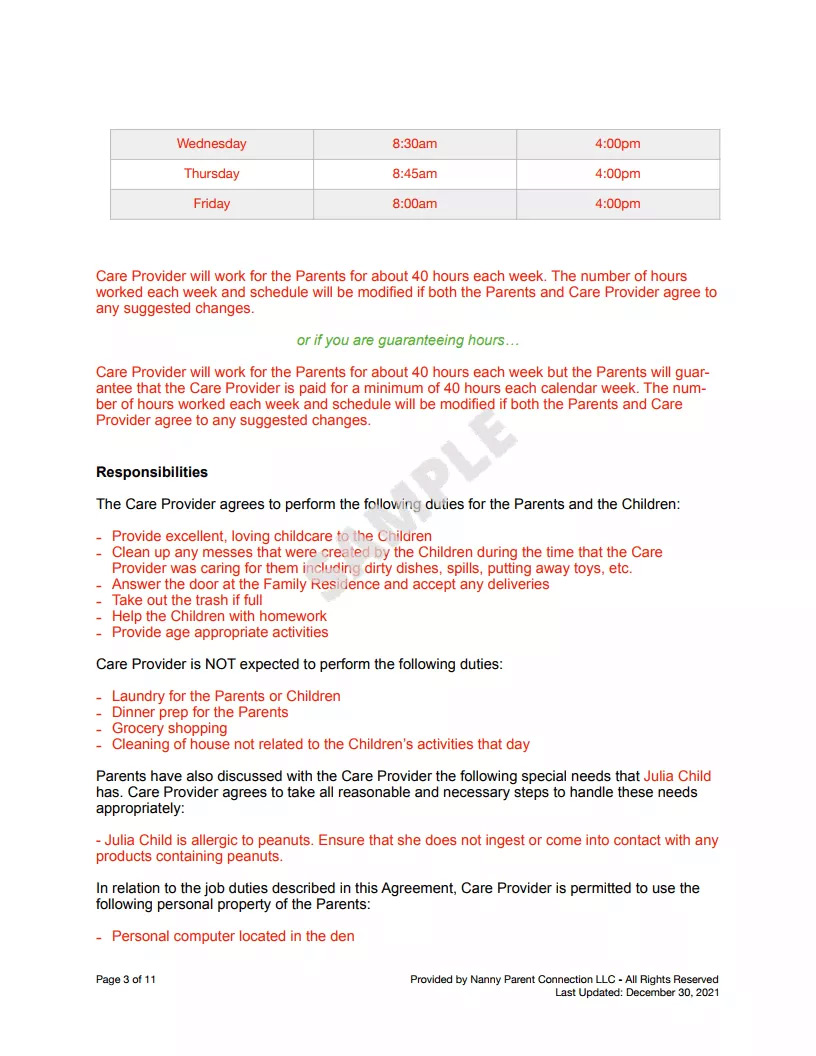 Wednesday 8:30am 4:00pm
Thursday 8:45am 4:00pm
Friday 8:00am 4:00pm
Care Provider will work for the Parents for about 40 hours each week. The number of hours
worked each week and schedule will be modified if both the Parents and Care Provider agree to
any suggested changes.
or if you are guaranteeing hours…
Care Provider will work for the Parents for about 40 hours each week but the Parents will guar-
antee that the Care Provider is paid for a minimum of 40 hours each calendar week. The num-
ber of hours worked each week and schedule will be modified if both the Parents and Care
Provider agree to any suggested changes.
SAMPLE
Responsibilities
The Care Provider agrees to perform the following duties for the Parents and the Children:
- Provide excellent, loving childcare to the Children
- Clean up any messes that were created by the Children during the time that the Care
Provider was caring for them including dirty dishes, spills, putting away toys, etc.
- Answer the door at the Family Residence and accept any deliveries
- Take out the trash if full
- Help the Children with homework
- Provide age appropriate activities
Care Provider is NOT expected to perform the following duties:
- Laundry for the Parents or Children
- Dinner prep for the Parents
- Grocery shopping
- Cleaning of house not related to the Children's activities that day
Parents have also discussed with the Care Provider the following special needs that Julia Child
has. Care Provider agrees to take all reasonable and necessary steps to handle these needs
appropriately:
- Julia Child is allergic to peanuts. Ensure that she does not ingest or come into contact with any
products containing peanuts.
In relation to the job duties described in this Agreement, Care Provider is permitted to use the
following personal property of the Parents:
- Personal computer located in the den
Page 3 of 11 Provided by Nanny Parent Connection LLC - All Rights Reserved
Last Updated: December 30, 2021